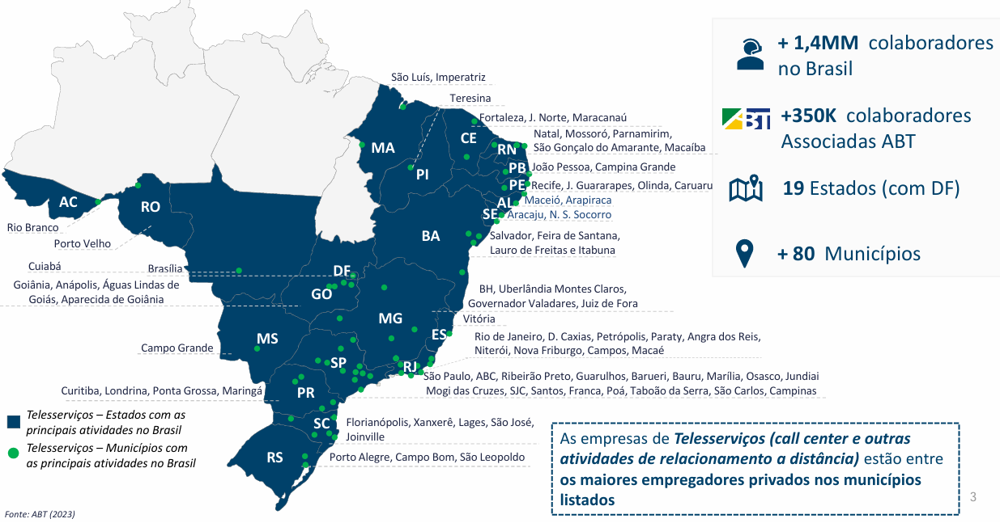 São Luís, Imperatriz
Teresina
Fortaleza, J. Norte, Maracanaú
Natal, Mossoró, Parnamirim,
São Gonçalo do Amarante, Macaíba
João Pessoa, Campina Grande
Recife, J. Guararapes, Olinda, Caruaru
Maceió, Arapiraca
Aracaju, N. S. Socorro
Salvador, Feira de Santana,
Lauro de Freitas e Itabuna
BH, Uberlândia Montes Claros,
Governador Valadares, Juiz de Fora
Vitória
Rio de Janeiro, D. Caxias, Petrópolis, Paraty, Angra dos Reis,
Niterói, Nova Friburgo, Campos, Macaé
São Paulo, ABC, Ribeirão Preto, Guarulhos, Barueri, Bauru, Marília, Osasco, Jundiai
Mogi das Cruzes, SJC, Santos, Franca, Poá, Taboão da Serra, São Carlos, Campinas
Florianópolis, Xanxerê, Lages, São José,
Joinville
Porto Alegre, Campo Bom, São Leopoldo
MA
CE
RN
PI
PB
PE
AL
SE
AC
RO
BA
DF
GO
MG
MS
ES
SP
RJ
PR
SC
RS
Rio Branco
Porto Velho
Cuiabá
Brasília
Goiânia, Anápolis, Águas Lindas de
Goiás, Aparecida de Goiânia
Campo Grande
Curitiba, Londrina, Ponta Grossa, Maringá
Telesserviços – Estados com as
principais atividades no Brasil
Telesserviços – Municípios com
as principais atividades no Brasil
Fonte: ABT (2023)
+ 1,4MM colaboradores
no Brasil
ABT
+350K colaboradores
Associadas ABT
19 Estados (com DF)
+ 80 Municípios
As empresas de Telesserviços (call center e outras
atividades de relacionamento a distância) estão entre
os maiores empregadores privados nos municípios
listados
3